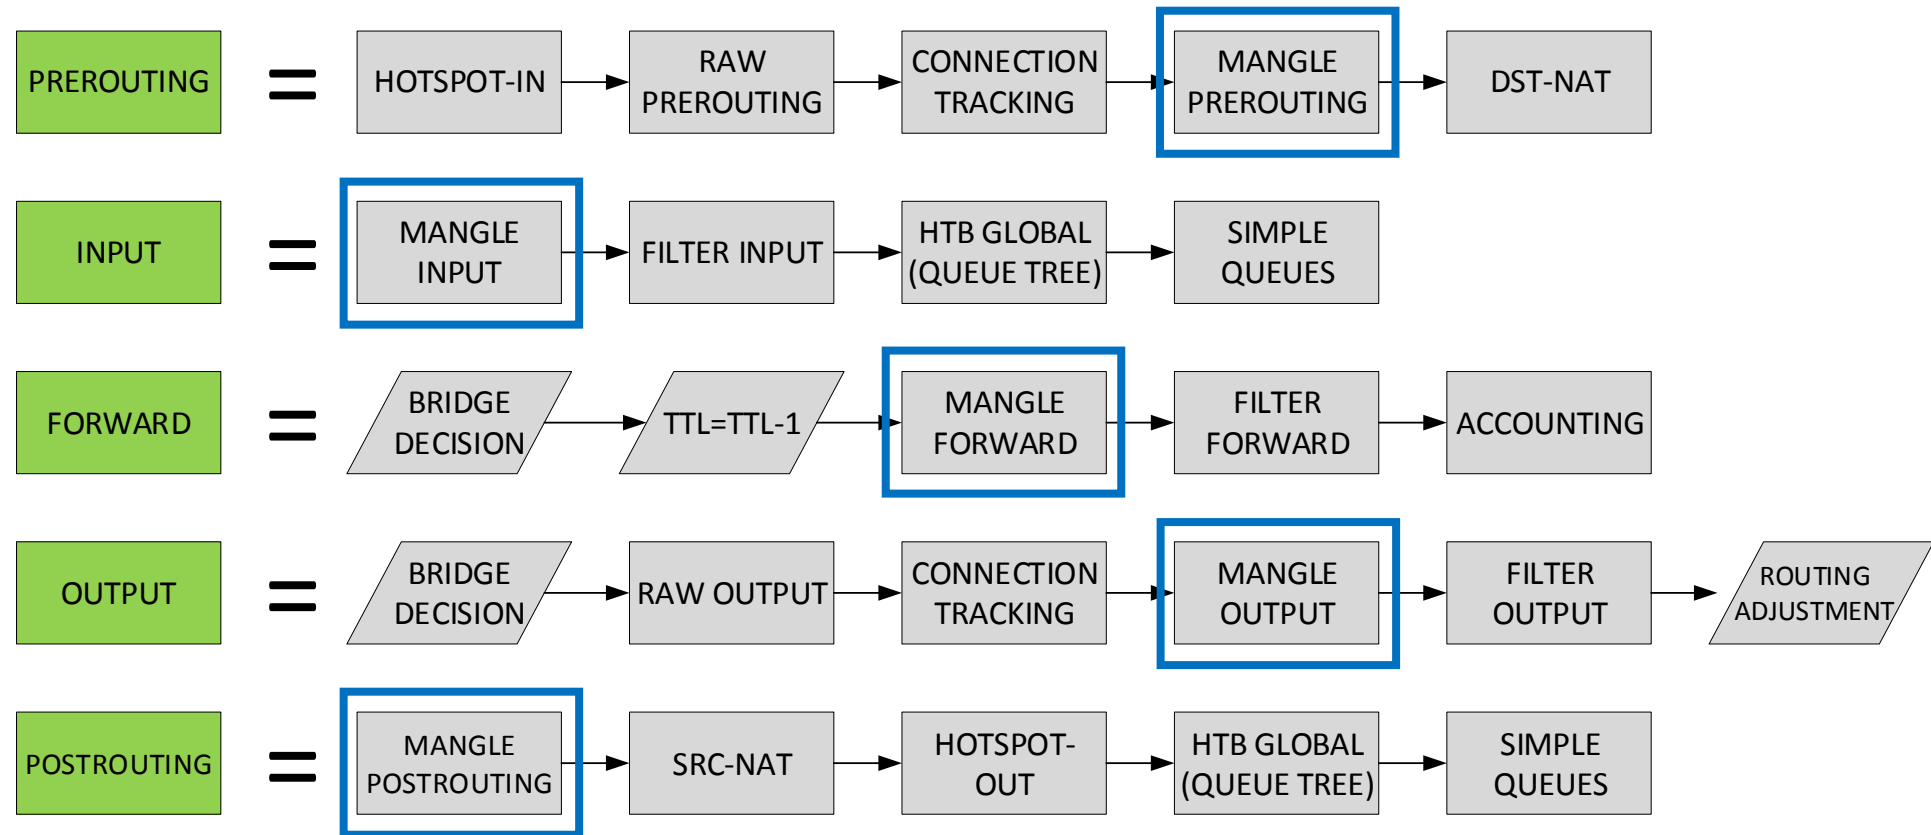 PREROUTING
=
HOTSPOT-IN
RAW
PREROUTING
CONNECTION
TRACKING
MANGLE
PREROUTING
DST-NAT
INPUT
=
MANGLE
INPUT
FILTER INPUT
HTB GLOBAL
(QUEUE TREE)
SIMPLE
QUEUES
FORWARD
=
BRIDGE
DECISION
TTL=TTL-1
MANGLE
FORWARD
FILTER
FORWARD
ACCOUNTING
OUTPUT
=
BRIDGE
DECISION
RAW OUTPUT
CONNECTION
TRACKING
MANGLE
OUTPUT
FILTER
OUTPUT
ROUTING
ADJUSTMENT
POSTROUTING
=
MANGLE
POSTROUTING
SRC-NAT
HOTSPOT-
OUT
HTB GLOBAL
(QUEUE TREE)
SIMPLE
QUEUES